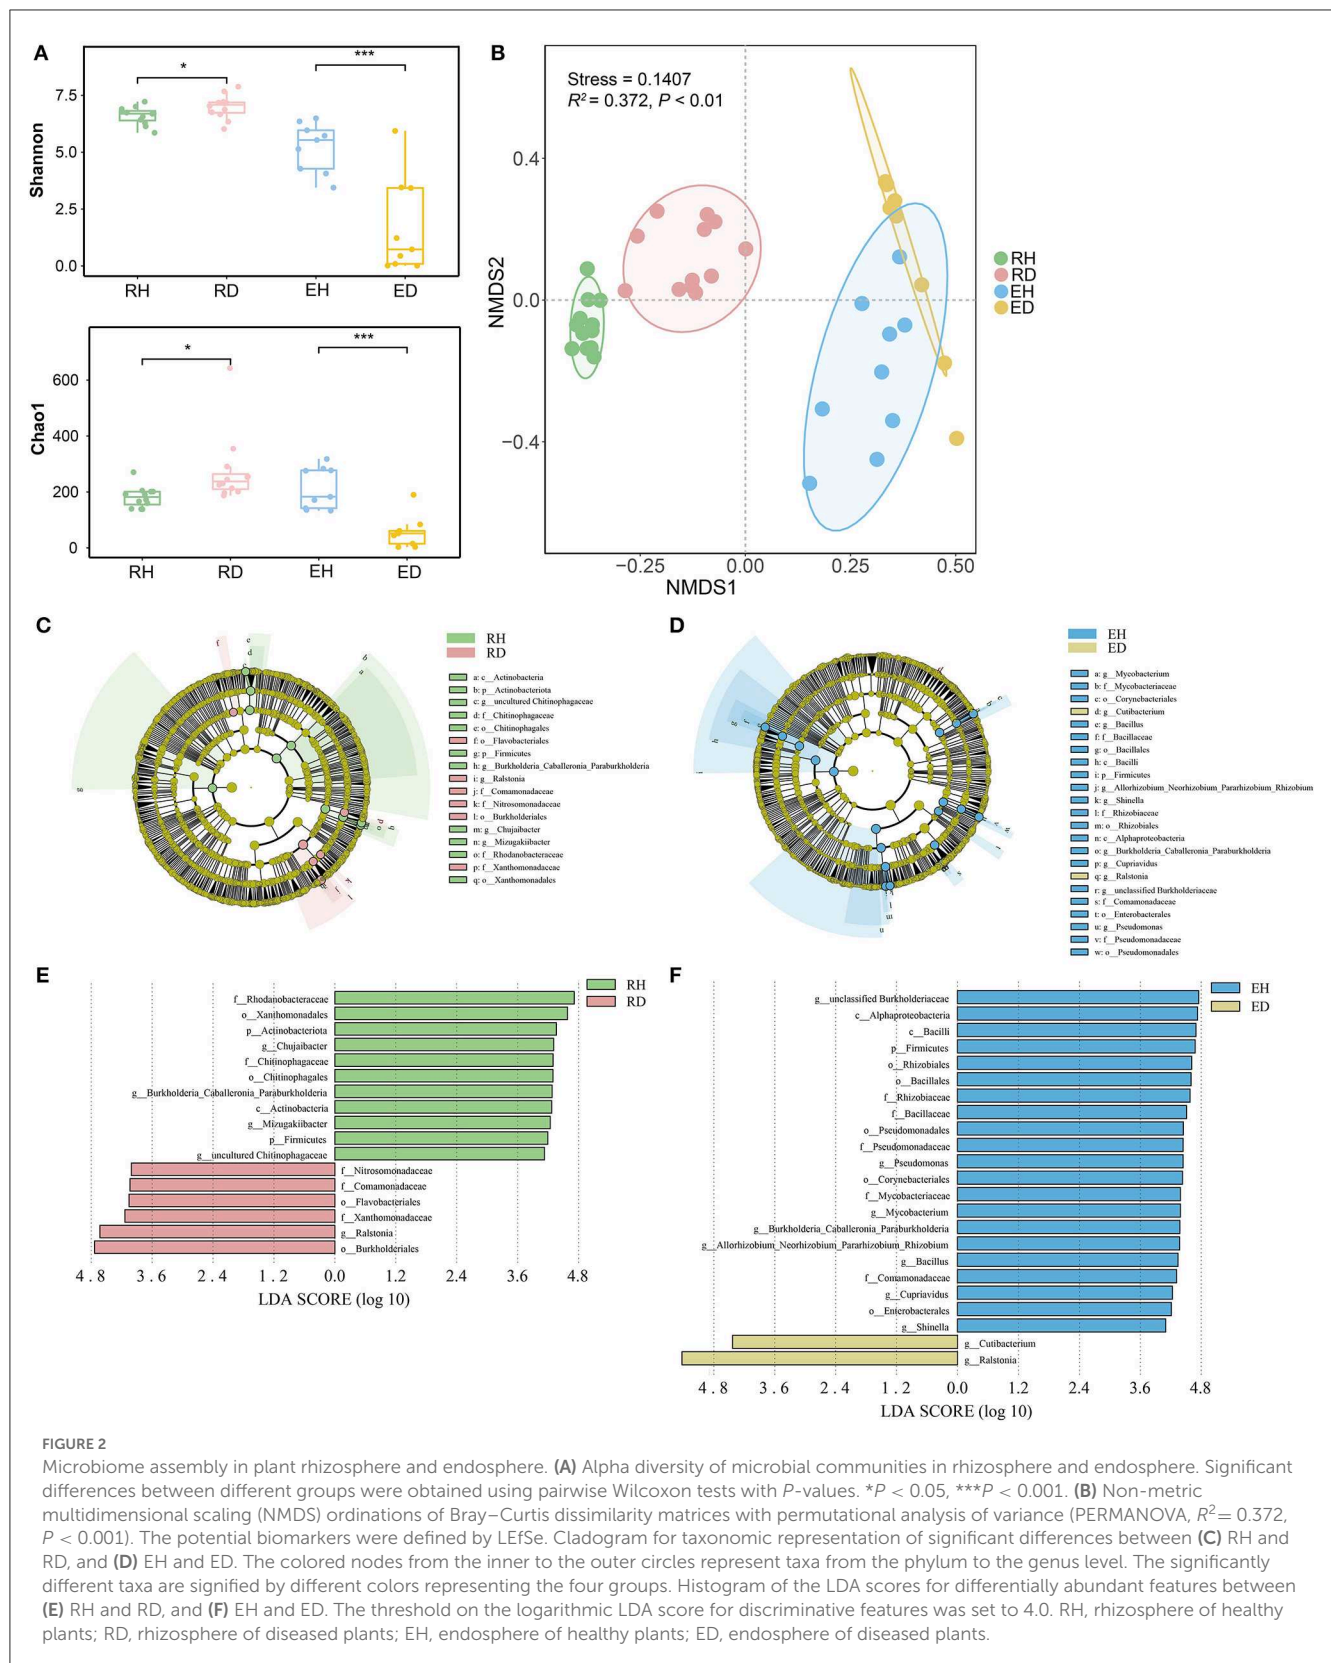 A
*
***
Shannon
7.5
5.0
2.5
0.0
RH RD EH ED
*
***
Chao1
600
400
200
0
RH RD EH ED
B
Stress = 0.1407
R² = 0.372, P < 0.01
NMDS2
0.4
0.0
−0.4
−0.25 0.00 0.25 0.50
NMDS1
RH
RD
EH
ED
C
RH
RD
a: c__Actinobacteria
b: p__Actinobacteriota
c: g__uncultured Chitinophagaceae
d: f__Chitinophagaceae
e: o__Chitinophagales
f: o__Flavobacteriales
g: p__Firmicutes
h: g__Burkholderia_Caballeronia_Paraburkholderia
i: g__Ralstonia
j: f__Comamonadaceae
k: f__Nitrosomonadaceae
l: o__Burkholderiales
m: g__Chujaibacter
n: g__Mizugakiibacter
o: f__Rhodanobacteraceae
p: f__Xanthomonadaceae
q: o__Xanthomonadales
D
EH
ED
a: g__Mycobacterium
b: f__Mycobacteriaceae
c: o__Corynebacteriales
d: g__Cutibacterium
e: g__Bacillus
f: f__Bacillaceae
g: o__Bacillales
h: c__Bacilli
i: p__Firmicutes
j: g__Allorhizobium_Neorhizobium_Pararhizobium_Rhizobium
k: g__Shinella
l: f__Rhizobiaceae
m: o__Rhizobiales
n: c__Alphaproteobacteria
o: g__Burkholderia_Caballeronia_Paraburkholderia
p: g__Cupriavidus
q: g__Ralstonia
r: g__unclassified Burkholderiaceae
s: f__Comamonadaceae
t: o__Enterobacterales
u: g__Pseudomonas
v: f__Pseudomonadaceae
w: o__Pseudomonadales
E
RH
RD
f__Rhodanobacteraceae
o__Xanthomonadales
p__Actinobacteriota
g__Chujaibacter
f__Chitinophagaceae
o__Chitinophagales
g__Burkholderia_Caballeronia_Paraburkholderia
c__Actinobacteria
g__Mizugakiibacter
p__Firmicutes
g__uncultured Chitinophagaceae
f__Nitrosomonadaceae
f__Comamonadaceae
o__Flavobacteriales
f__Xanthomonadaceae
g__Ralstonia
o__Burkholderiales
4.8 3.6 2.4 1.2 0.0 1.2 2.4 3.6 4.8
LDA SCORE (log 10)
F
EH
ED
g__unclassified Burkholderiaceae
c__Alphaproteobacteria
c__Bacilli
p__Firmicutes
o__Rhizobiales
o__Bacillales
f__Rhizobiaceae
f__Bacillaceae
o__Pseudomonadales
f__Pseudomonadaceae
g__Pseudomonas
o__Corynebacteriales
f__Mycobacteriaceae
g__Mycobacterium
g__Burkholderia_Caballeronia_Paraburkholderia
g__Allorhizobium_Neorhizobium_Pararhizobium_Rhizobium
g__Bacillus
f__Comamonadaceae
g__Cupriavidus
o__Enterobacterales
g__Shinella
g__Cutibacterium
g__Ralstonia
4.8 3.6 2.4 1.2 0.0 1.2 2.4 3.6 4.8
LDA SCORE (log 10)
FIGURE 2
Microbiome assembly in plant rhizosphere and endosphere. (A) Alpha diversity of microbial communities in rhizosphere and endosphere. Significant
differences between different groups were obtained using pairwise Wilcoxon tests with P-values. *P < 0.05, ***P < 0.001. (B) Non-metric
multidimensional scaling (NMDS) ordinations of Bray–Curtis dissimilarity matrices with permutational analysis of variance (PERMANOVA, R² = 0.372,
P < 0.001). The potential biomarkers were defined by LEfSe. Cladogram for taxonomic representation of significant differences between (C) RH and
RD, and (D) EH and ED. The colored nodes from the inner to the outer circles represent taxa from the phylum to the genus level. The significantly
different taxa are signified by different colors representing the four groups. Histogram of the LDA scores for differentially abundant features between
(E) RH and RD, and (F) EH and ED. The threshold on the logarithmic LDA score for discriminative features was set to 4.0. RH, rhizosphere of healthy
plants; RD, rhizosphere of diseased plants; EH, endosphere of healthy plants; ED, endosphere of diseased plants.